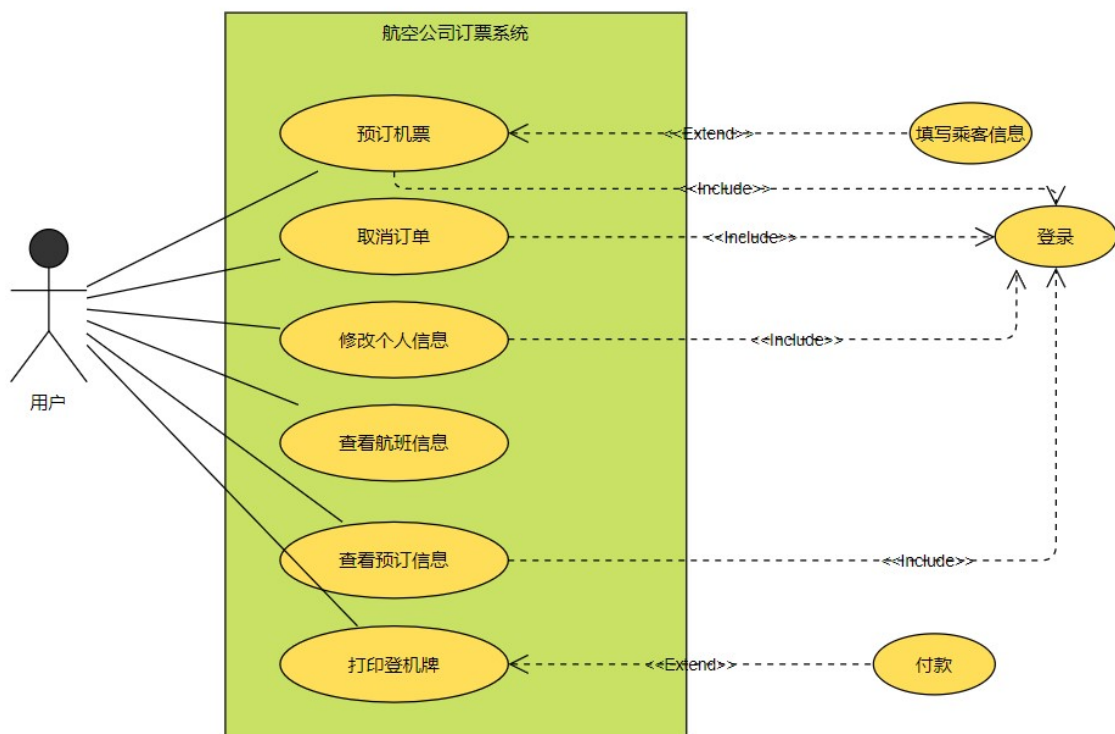 航空公司订票系统
预订机票
<<Extend>>
填写乘客信息
<<Include>>
取消订单
<<Include>>
登录
修改个人信息
<<Include>>
用户
查看航班信息
查看预订信息
<<Include>>
打印登机牌
<<Extend>>
付款